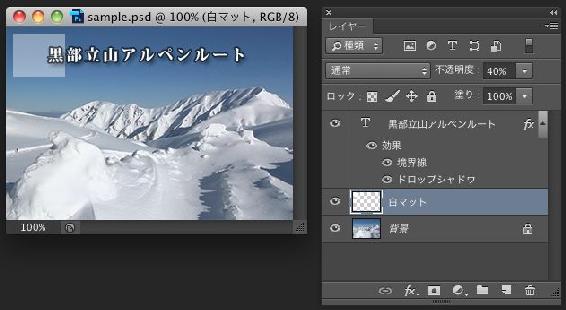 sample.psd @ 100% (白マット, RGB/8)
黒部立山アルペンルート
100%
レイヤー
種類
T
通常
不透明度:
40%
ロック:
塗り:
100%
T
黒部立山アルペンルート
fx
効果
境界線
ドロップシャドウ
白マット
背景
fx.